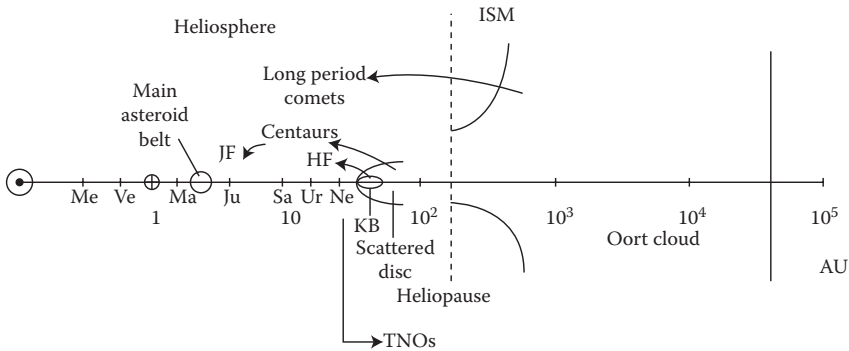 ISM
Heliosphere
Long period
comets
Main
asteroid
belt
Centaurs
JF
HF
Me Ve Ma Ju Sa Ur Ne
1 10 10² 10³ 10⁴ 10⁵
KB
Scattered
disc
Oort cloud
AU
Heliopause
TNOs